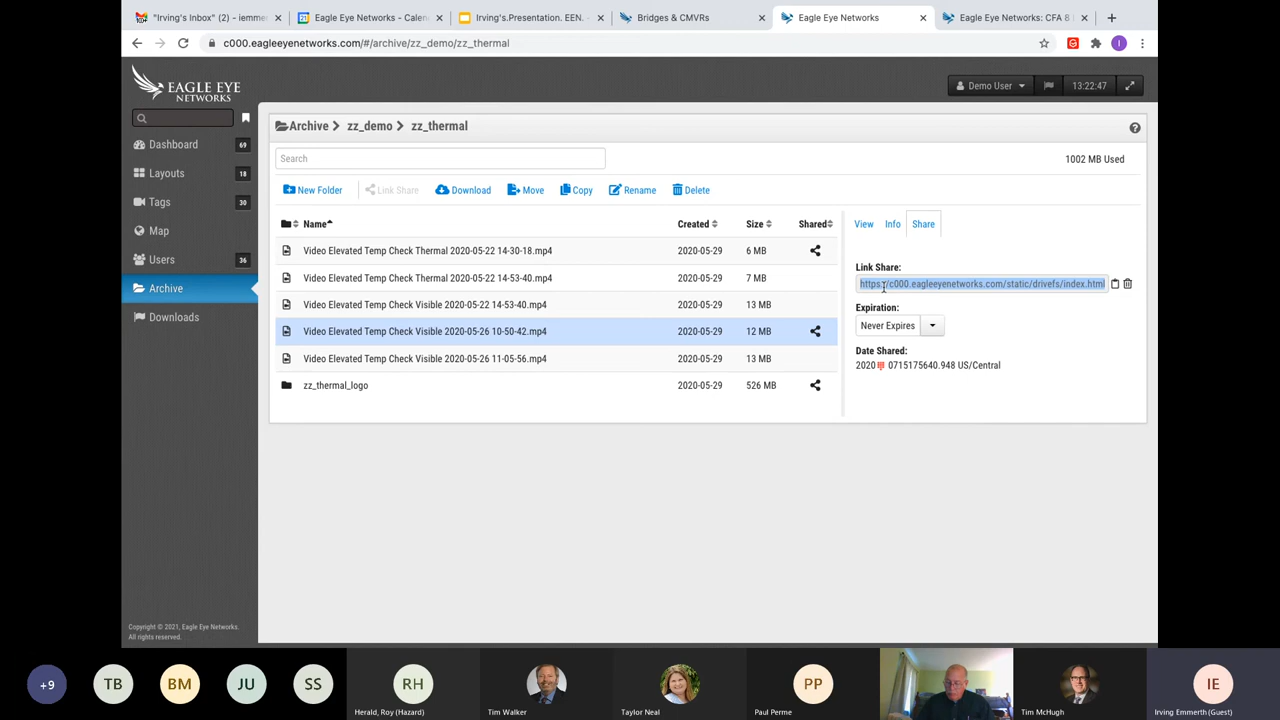 "Irving's Inbox" (2) - iemme
Eagle Eye Networks - Calen
Irving's.Presentation. EEN.
Bridges & CMVRs
Eagle Eye Networks
Eagle Eye Networks: CFA 8
c000.eagleeyenetworks.com/#/archive/zz_demo/zz_thermal
I
EAGLE EYE
NETWORKS
Demo User
13:22:47
Dashboard 69
Layouts 18
Tags 30
Map
Users 36
Archive
Downloads
Archive > zz_demo > zz_thermal
Search
1002 MB Used
New Folder Link Share Download Move Copy Rename Delete
Name Created Size Shared
Video Elevated Temp Check Thermal 2020-05-22 14-30-18.mp4 2020-05-29 6 MB
Video Elevated Temp Check Thermal 2020-05-22 14-53-40.mp4 2020-05-29 7 MB
Video Elevated Temp Check Visible 2020-05-22 14-53-40.mp4 2020-05-29 13 MB
Video Elevated Temp Check Visible 2020-05-26 10-50-42.mp4 2020-05-29 12 MB
Video Elevated Temp Check Visible 2020-05-26 11-05-56.mp4 2020-05-29 13 MB
zz_thermal_logo 2020-05-29 526 MB
View Info Share
Link Share:
https://c000.eagleeyenetworks.com/static/drivefs/index.html
Expiration:
Never Expires
Date Shared:
2020 0715175640.948 US/Central
Copyright © 2021, Eagle Eye Networks.
All rights reserved.
+9
TB
BM
JU
SS
RH
Herald, Roy (Hazard)
Tim Walker
Taylor Neal
PP
Paul Perme
Tim McHugh
IE
Irving Emmerth (Guest)